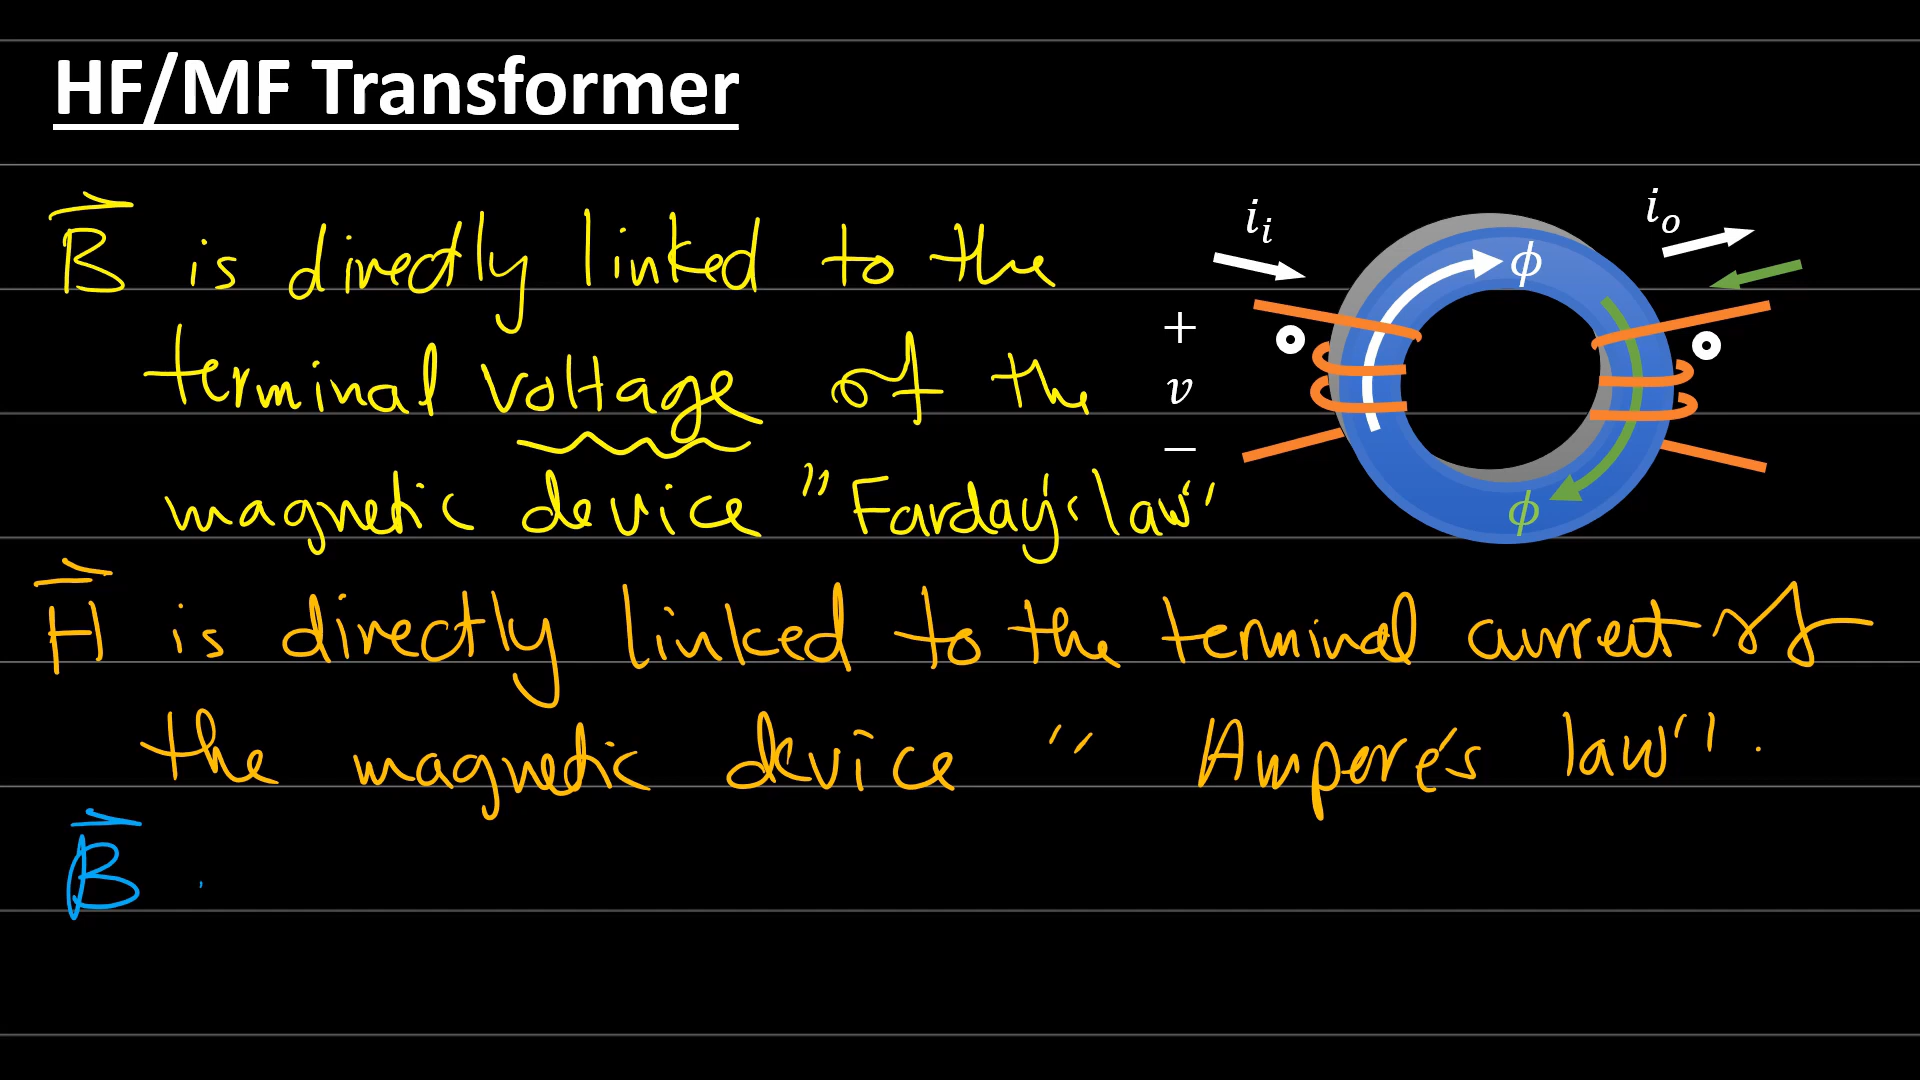 HF/MF Transformer
B is directly linked to the
terminal voltage of the
magnetic device "Farday's law"
H is directly linked to the terminal current of
the magnetic device " Ampere's law".
B
i_i
i_o
ϕ
+
v
−
ϕ